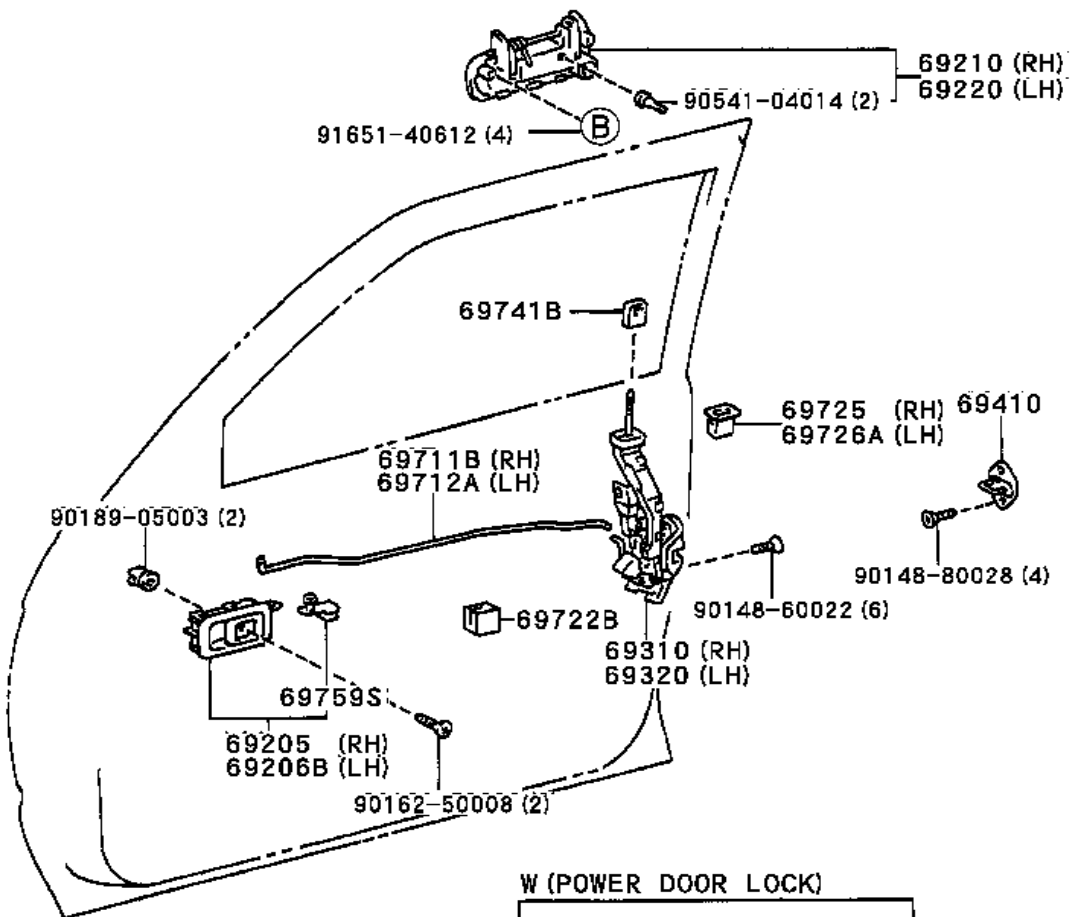 69210 (RH)
69220 (LH)
90541-04014 (2)
91651-40612 (4)
B
69741B
69725 (RH)
69726A (LH)
69410
69711B (RH)
69712A (LH)
90189-05003 (2)
90148-80028 (4)
90148-60022 (6)
69722B
69310 (RH)
69320 (LH)
69759S
69205 (RH)
69206B (LH)
90162-50008 (2)
W (POWER DOOR LOCK)